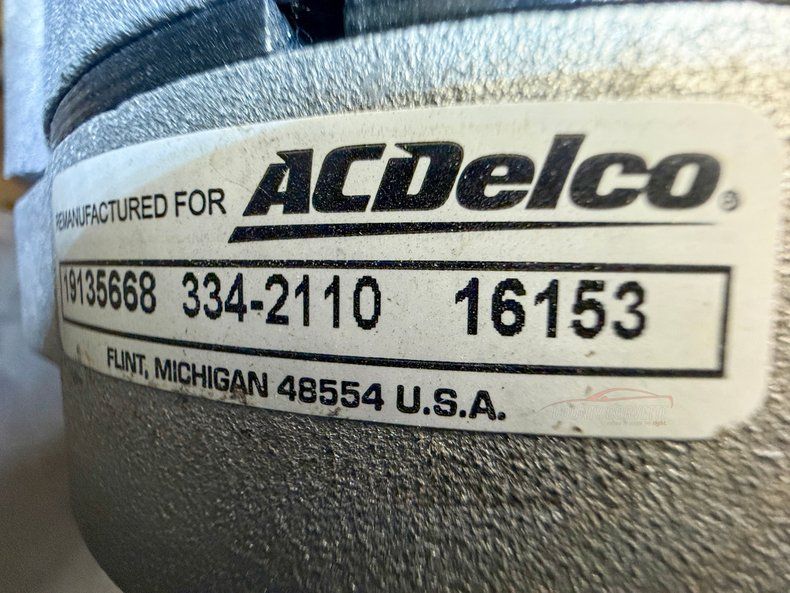 REMANUFACTURED FOR ACDelco®
19135668 334-2110 16153
FLINT, MICHIGAN 48554 U.S.A.